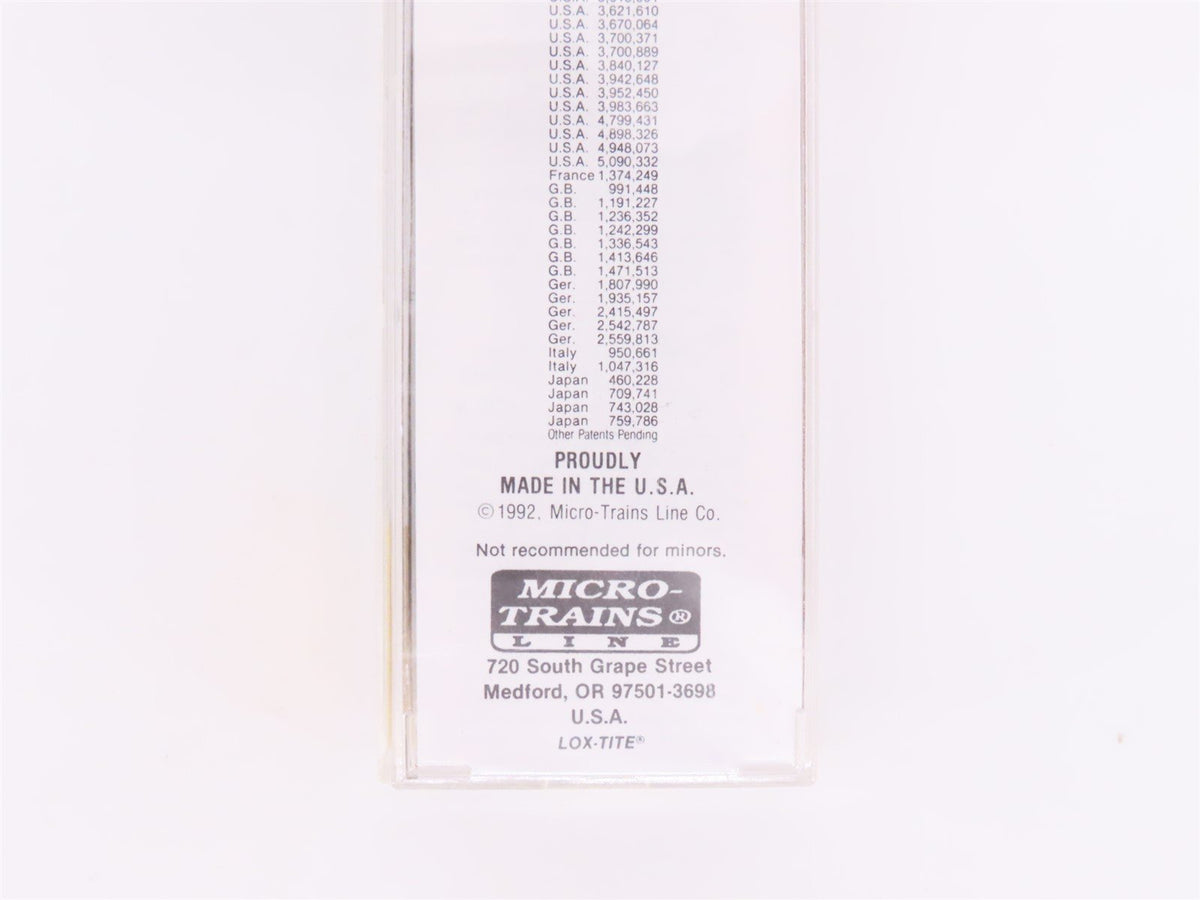 U.S.A. 3,621,610
U.S.A. 3,670,064
U.S.A. 3,700,371
U.S.A. 3,700,889
U.S.A. 3,840,127
U.S.A. 3,942,648
U.S.A. 3,952,450
U.S.A. 3,983,663
U.S.A. 4,799,431
U.S.A. 4,898,326
U.S.A. 4,948,073
U.S.A. 5,090,332
France 1,374,249
G.B. 991,448
G.B. 1,191,227
G.B. 1,236,352
G.B. 1,242,299
G.B. 1,336,543
G.B. 1,413,646
G.B. 1,471,513
Ger. 1,807,990
Ger. 1,935,157
Ger. 2,415,497
Ger. 2,542,787
Ger. 2,559,813
Italy 950,661
Italy 1,047,316
Japan 460,228
Japan 709,741
Japan 743,028
Japan 759,786
Other Patents Pending
PROUDLY
MADE IN THE U.S.A.
©1992, Micro-Trains Line Co.
Not recommended for minors.
MICRO-
TRAINS®
LINE
720 South Grape Street
Medford, OR 97501-3698
U.S.A.
LOX-TITE®